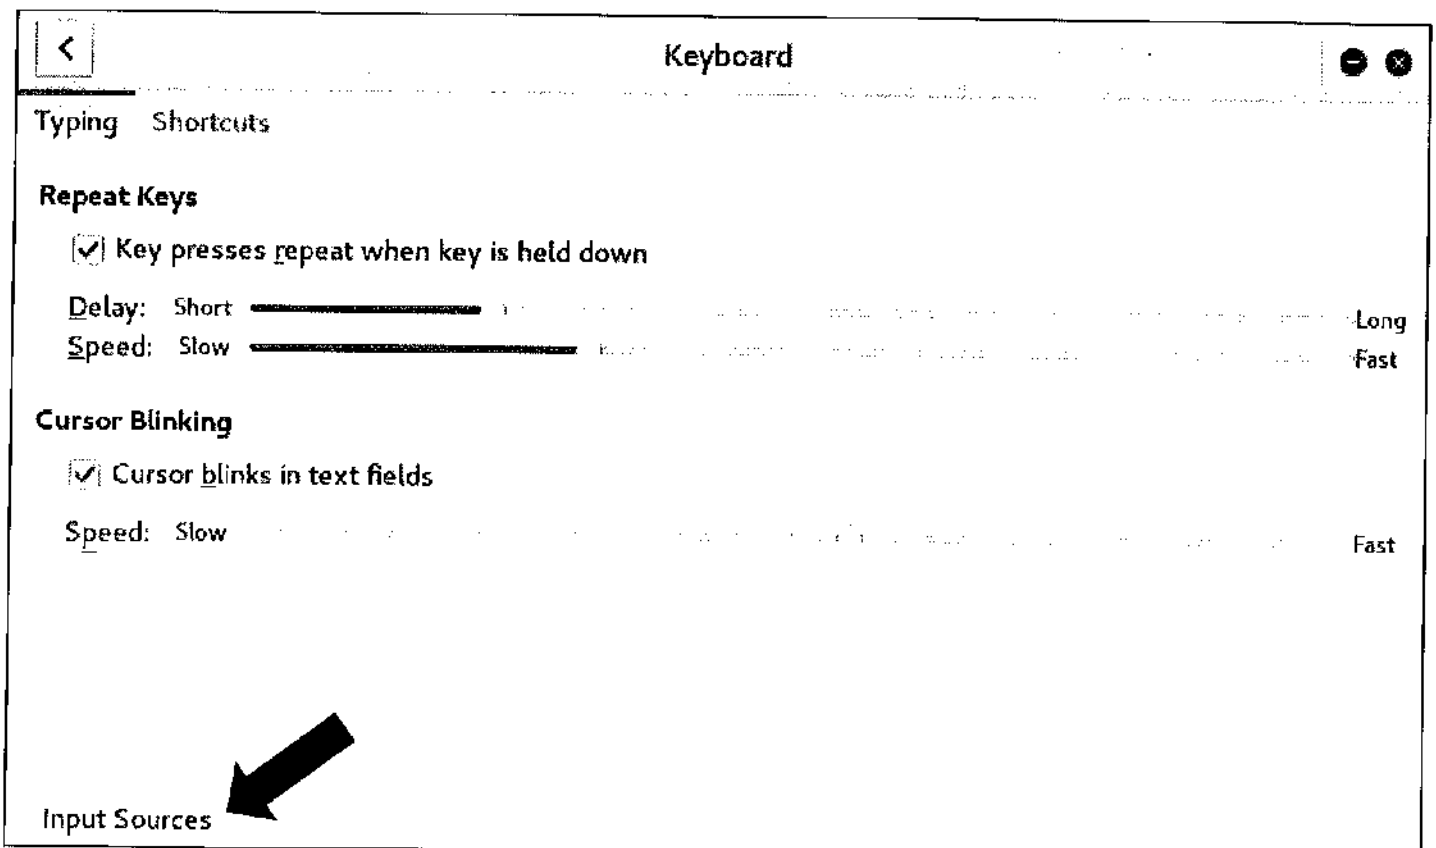 Keyboard
Typing Shortcuts
Repeat Keys
Key presses repeat when key is held down
Delay: Short Long
Speed: Slow Fast
Cursor Blinking
Cursor blinks in text fields
Speed: Slow Fast
Input Sources